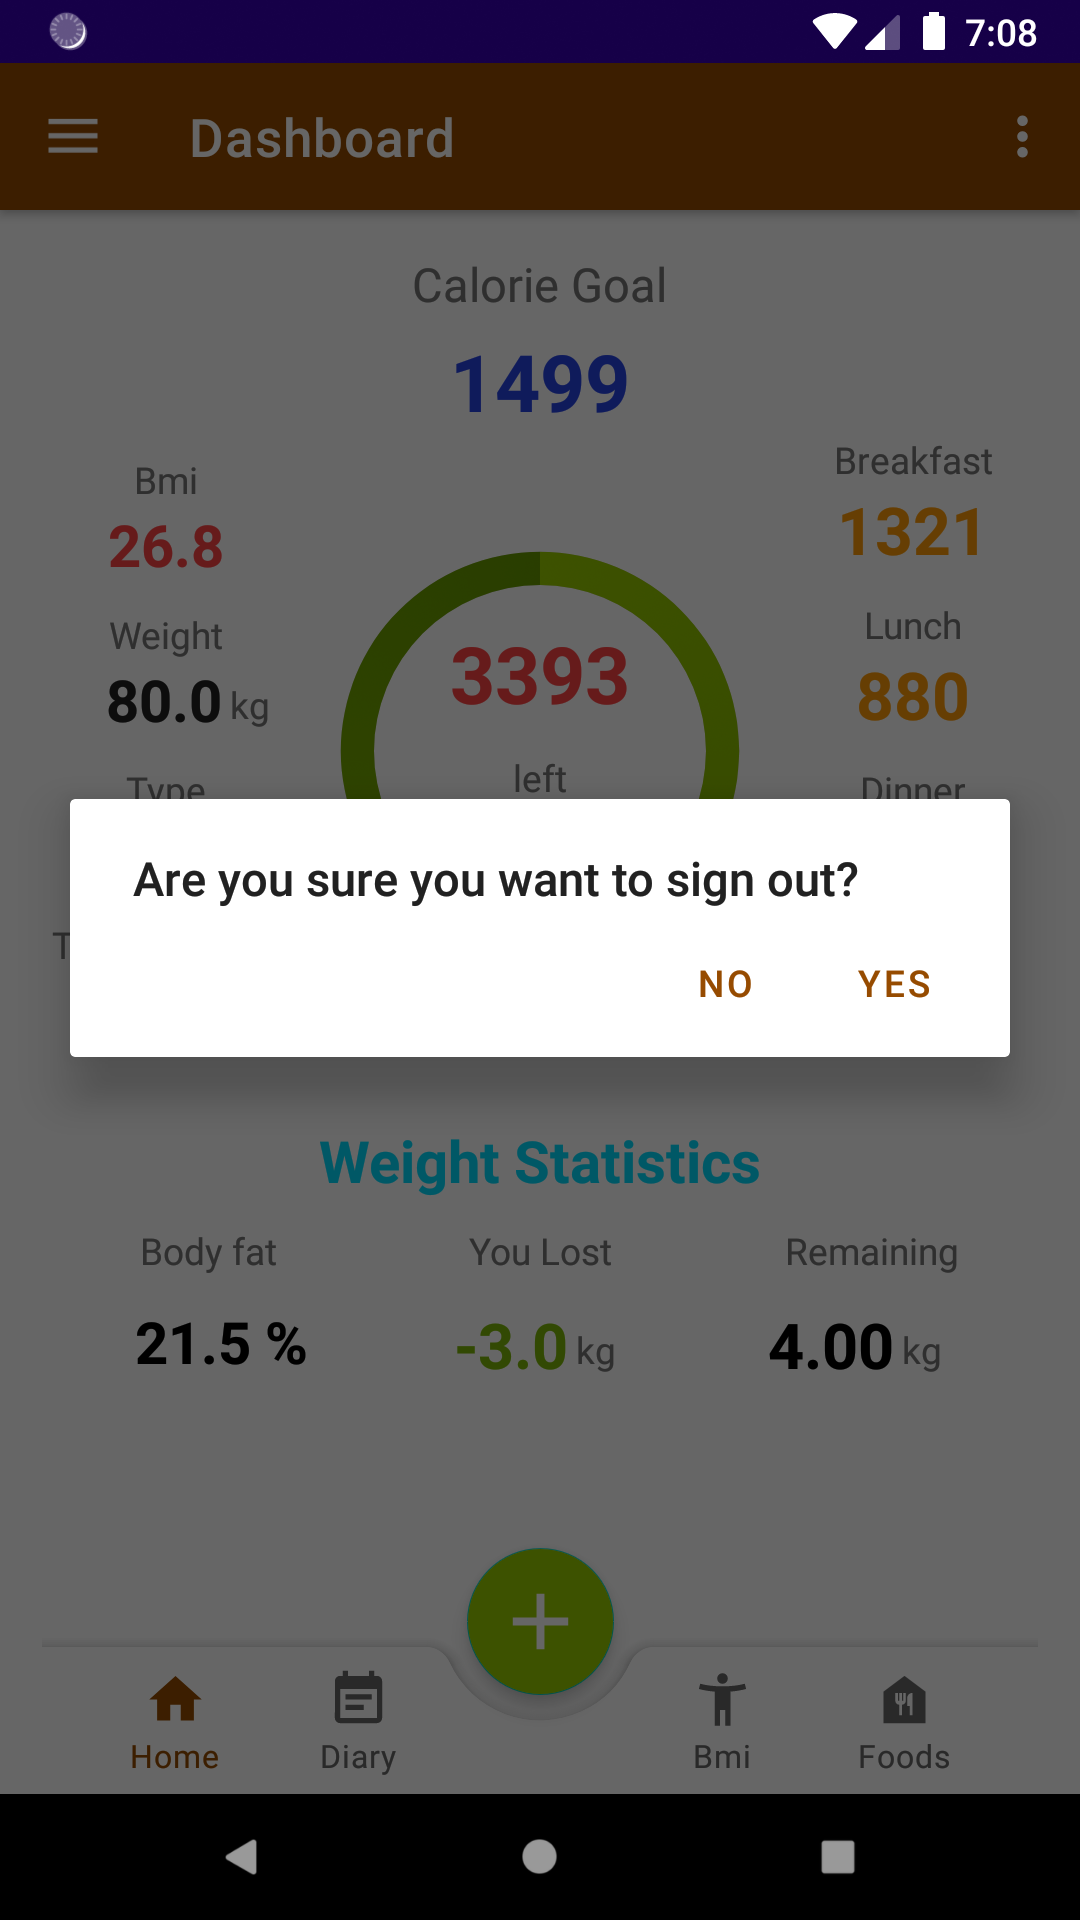 7:08
Dashboard
Calorie Goal
1499
Bmi
26.8
Breakfast
1321
Weight
80.0 kg
3393
left
Lunch
880
Type
Dinner
Are you sure you want to sign out?
T
NO YES
Weight Statistics
Body fat You Lost Remaining
21.5 % -3.0 kg 4.00 kg
Home Diary Bmi Foods